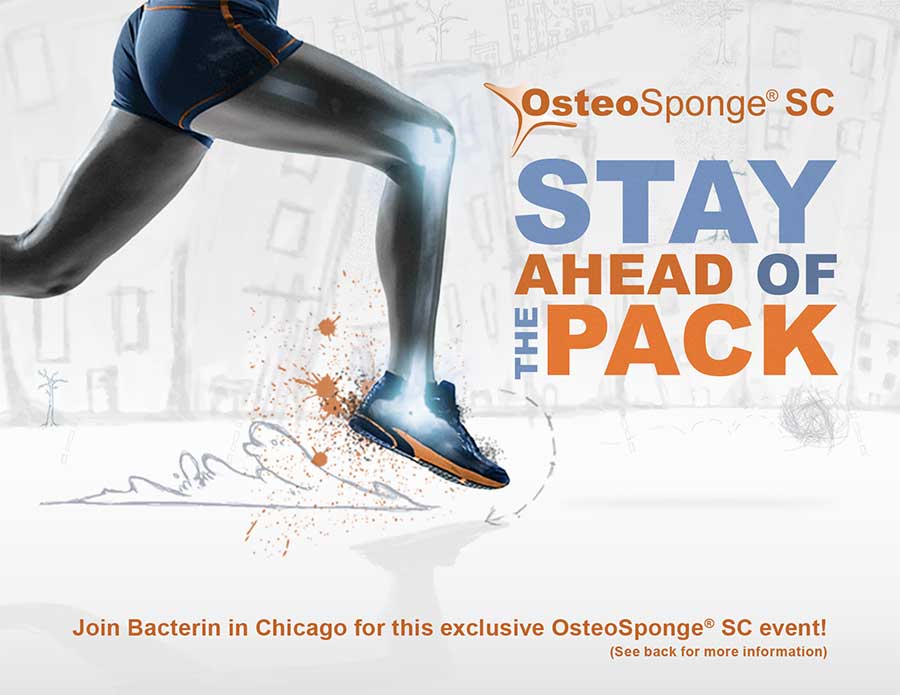 OsteoSponge® SC
STAY
AHEAD OF
THE PACK
Join Bacterin in Chicago for this exclusive OsteoSponge® SC event!
(See back for more information)